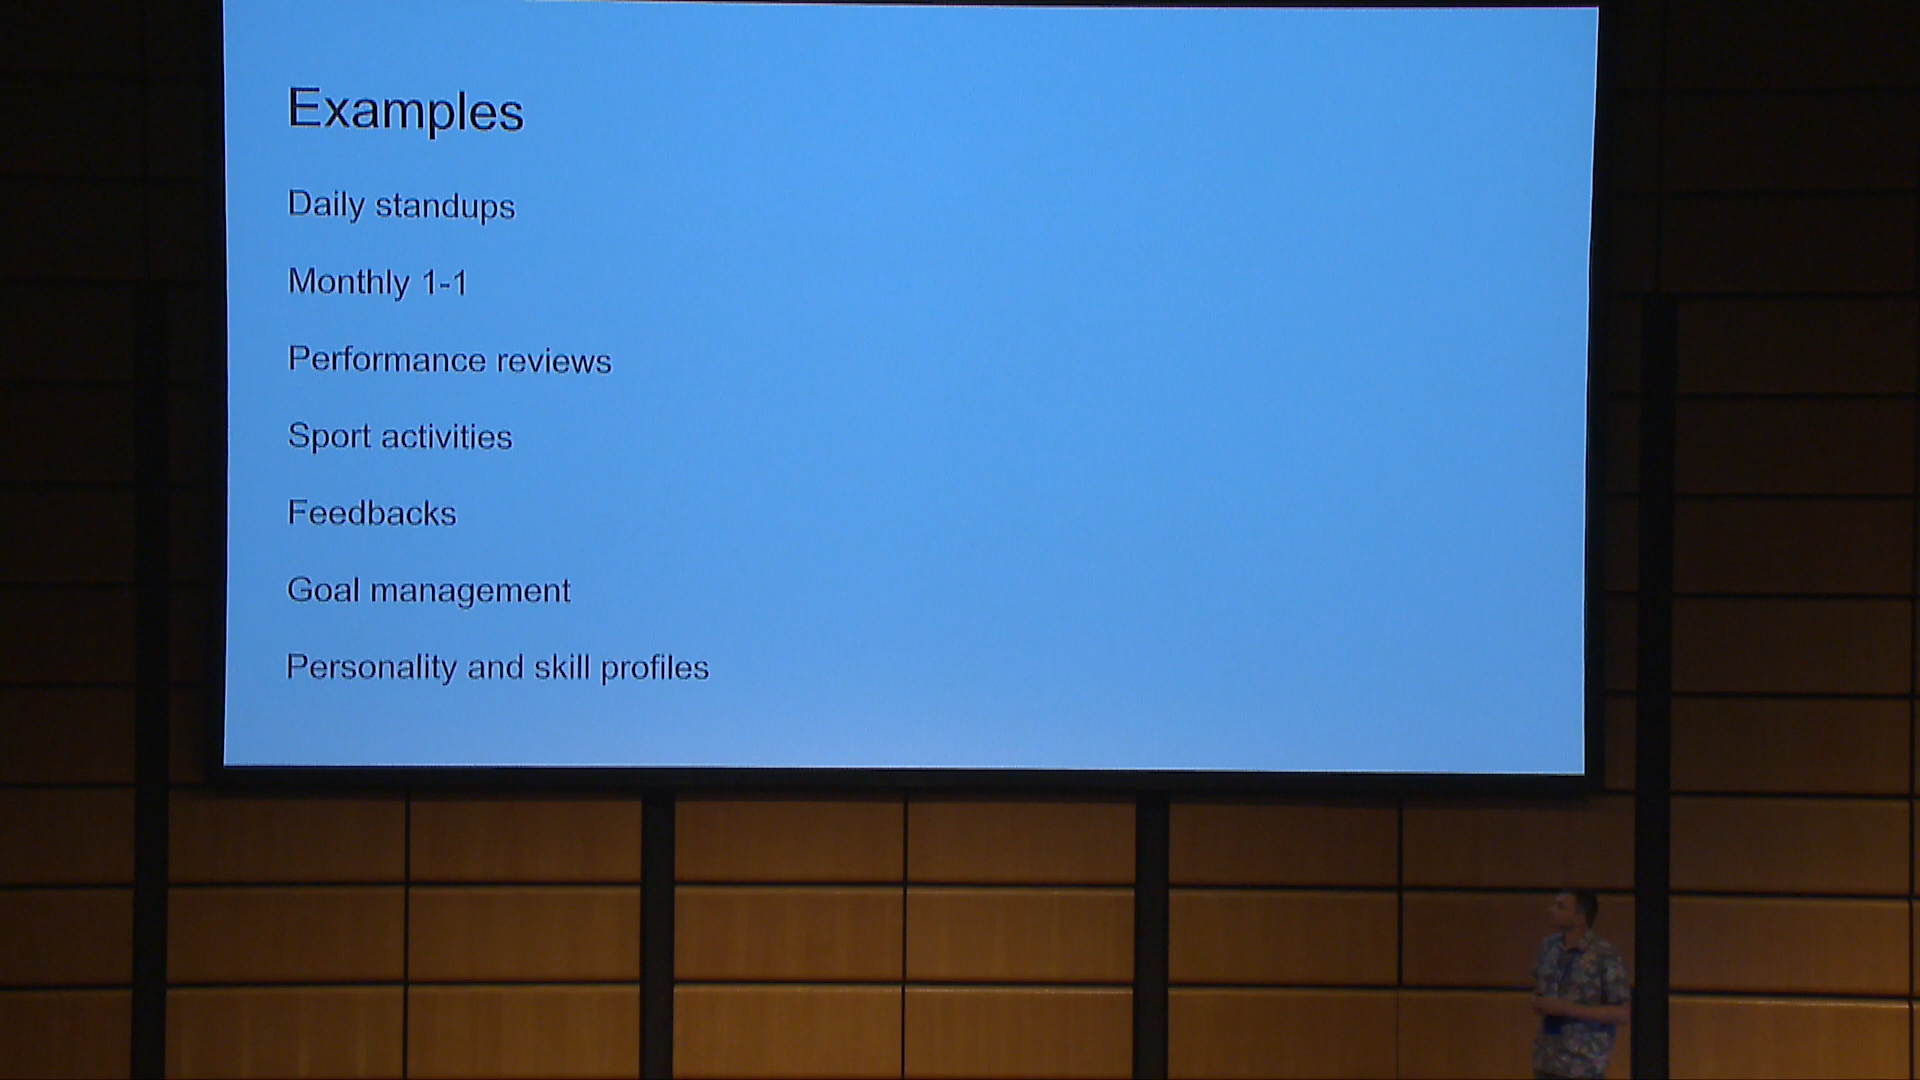 Examples
Daily standups
Monthly 1-1
Performance reviews
Sport activities
Feedbacks
Goal management
Personality and skill profiles